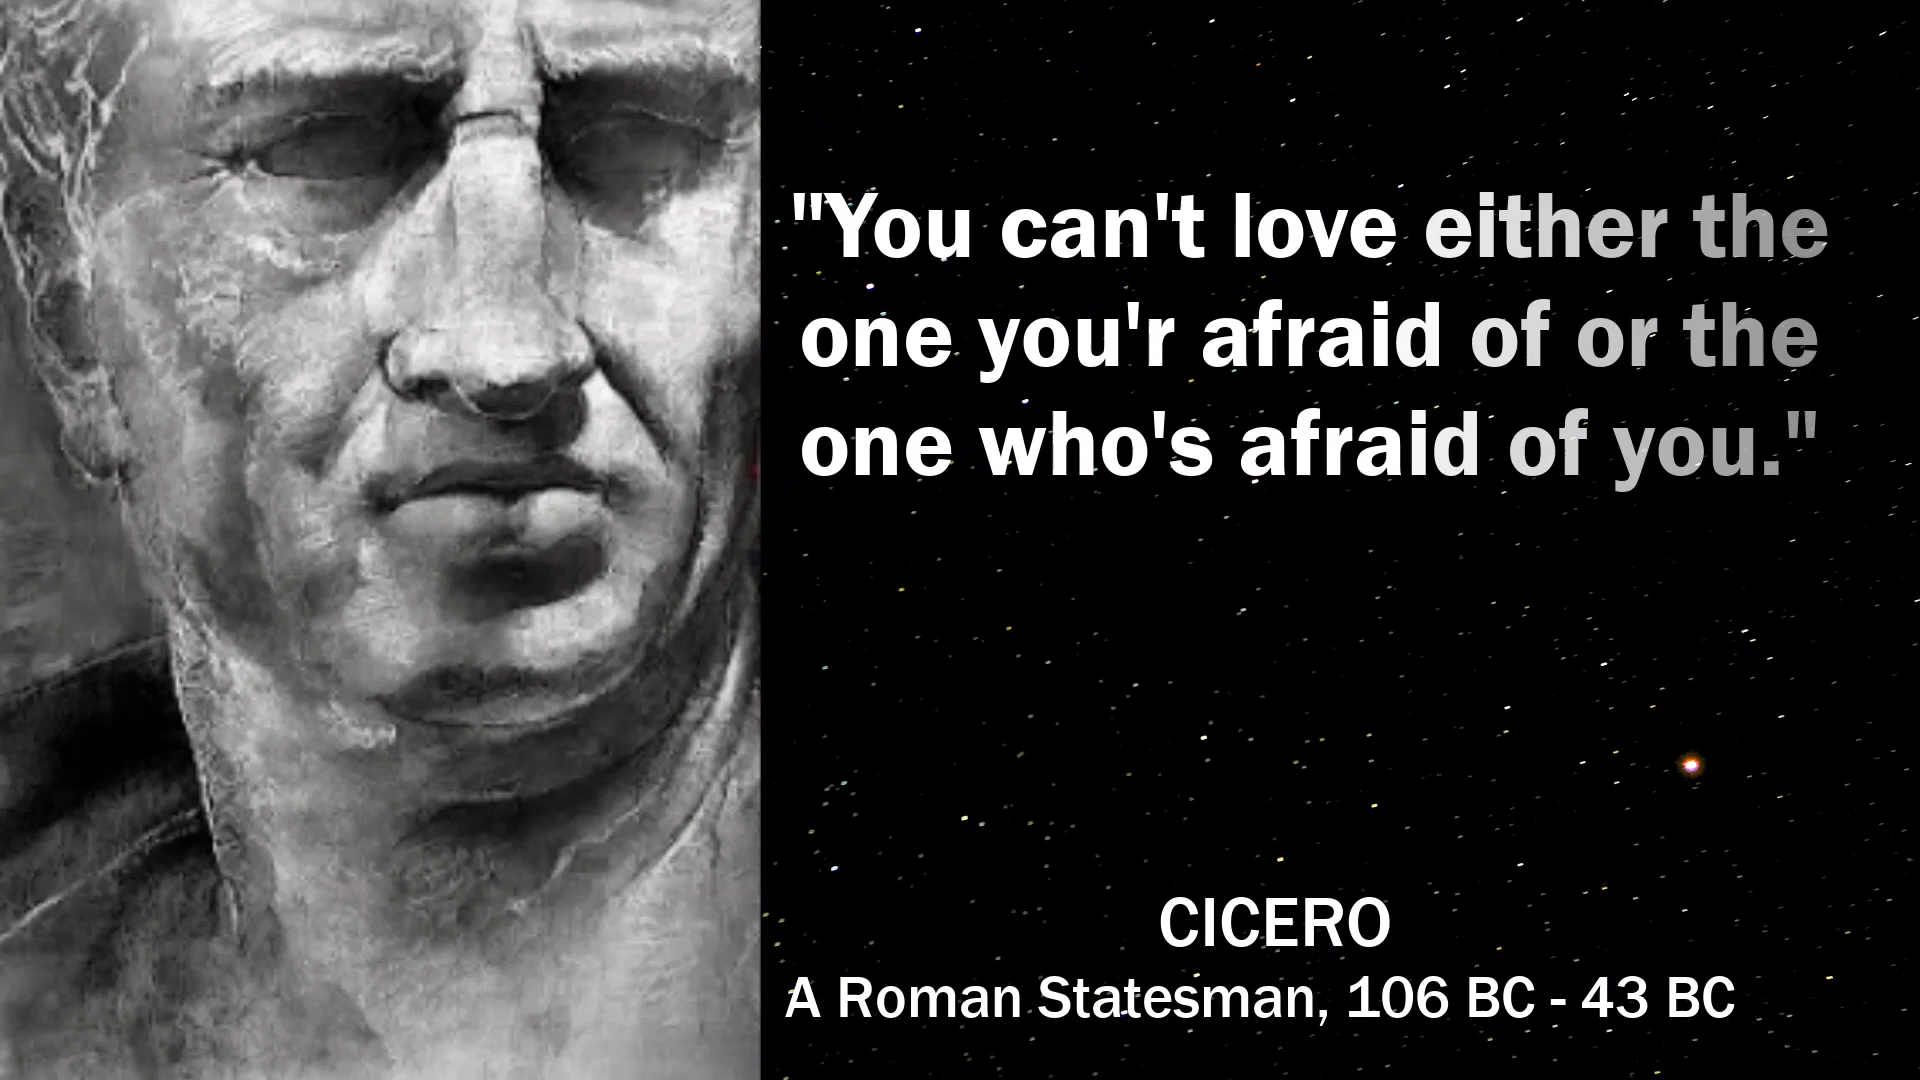 "You can't love either the
one you'r afraid of or the
one who's afraid of you."
CICERO
A Roman Statesman, 106 BC - 43 BC